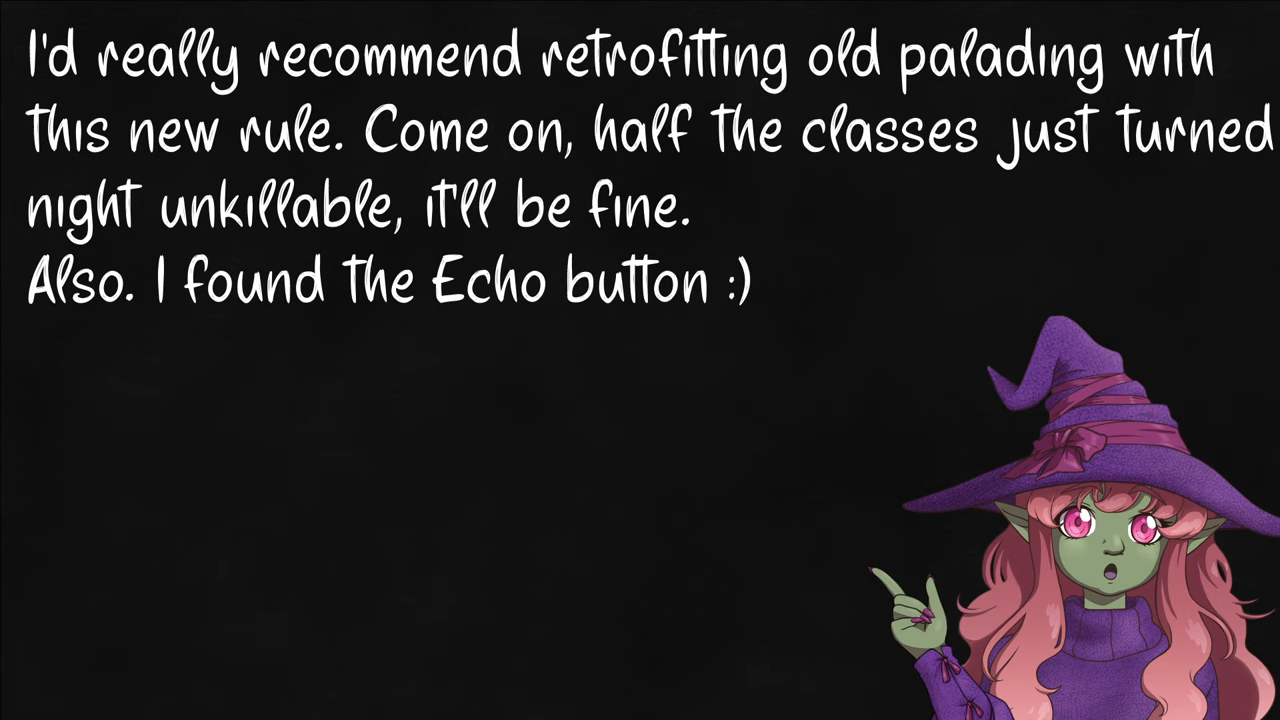 I'd really recommend retrofitting old palading with
this new rule. Come on, half the classes just turned
night unkillable, it'll be fine.
Also. I found the Echo button :)